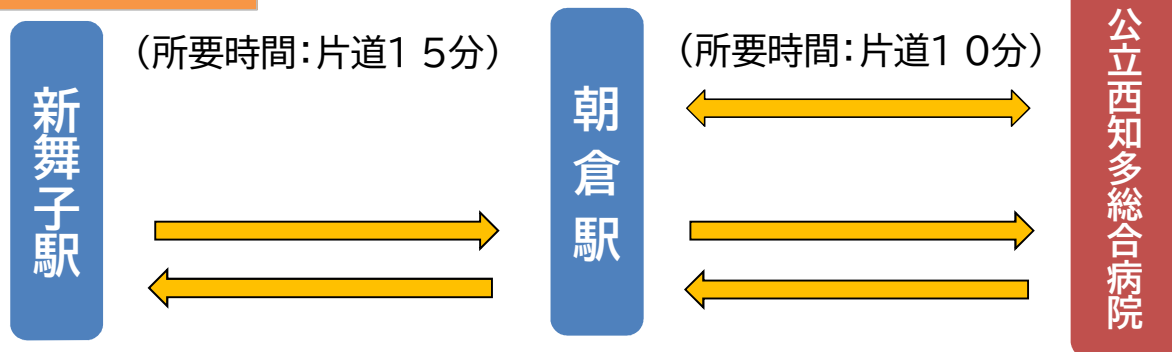 新舞子駅
（所要時間：片道１５分）
朝倉駅
（所要時間：片道１０分）
公立西知多総合病院